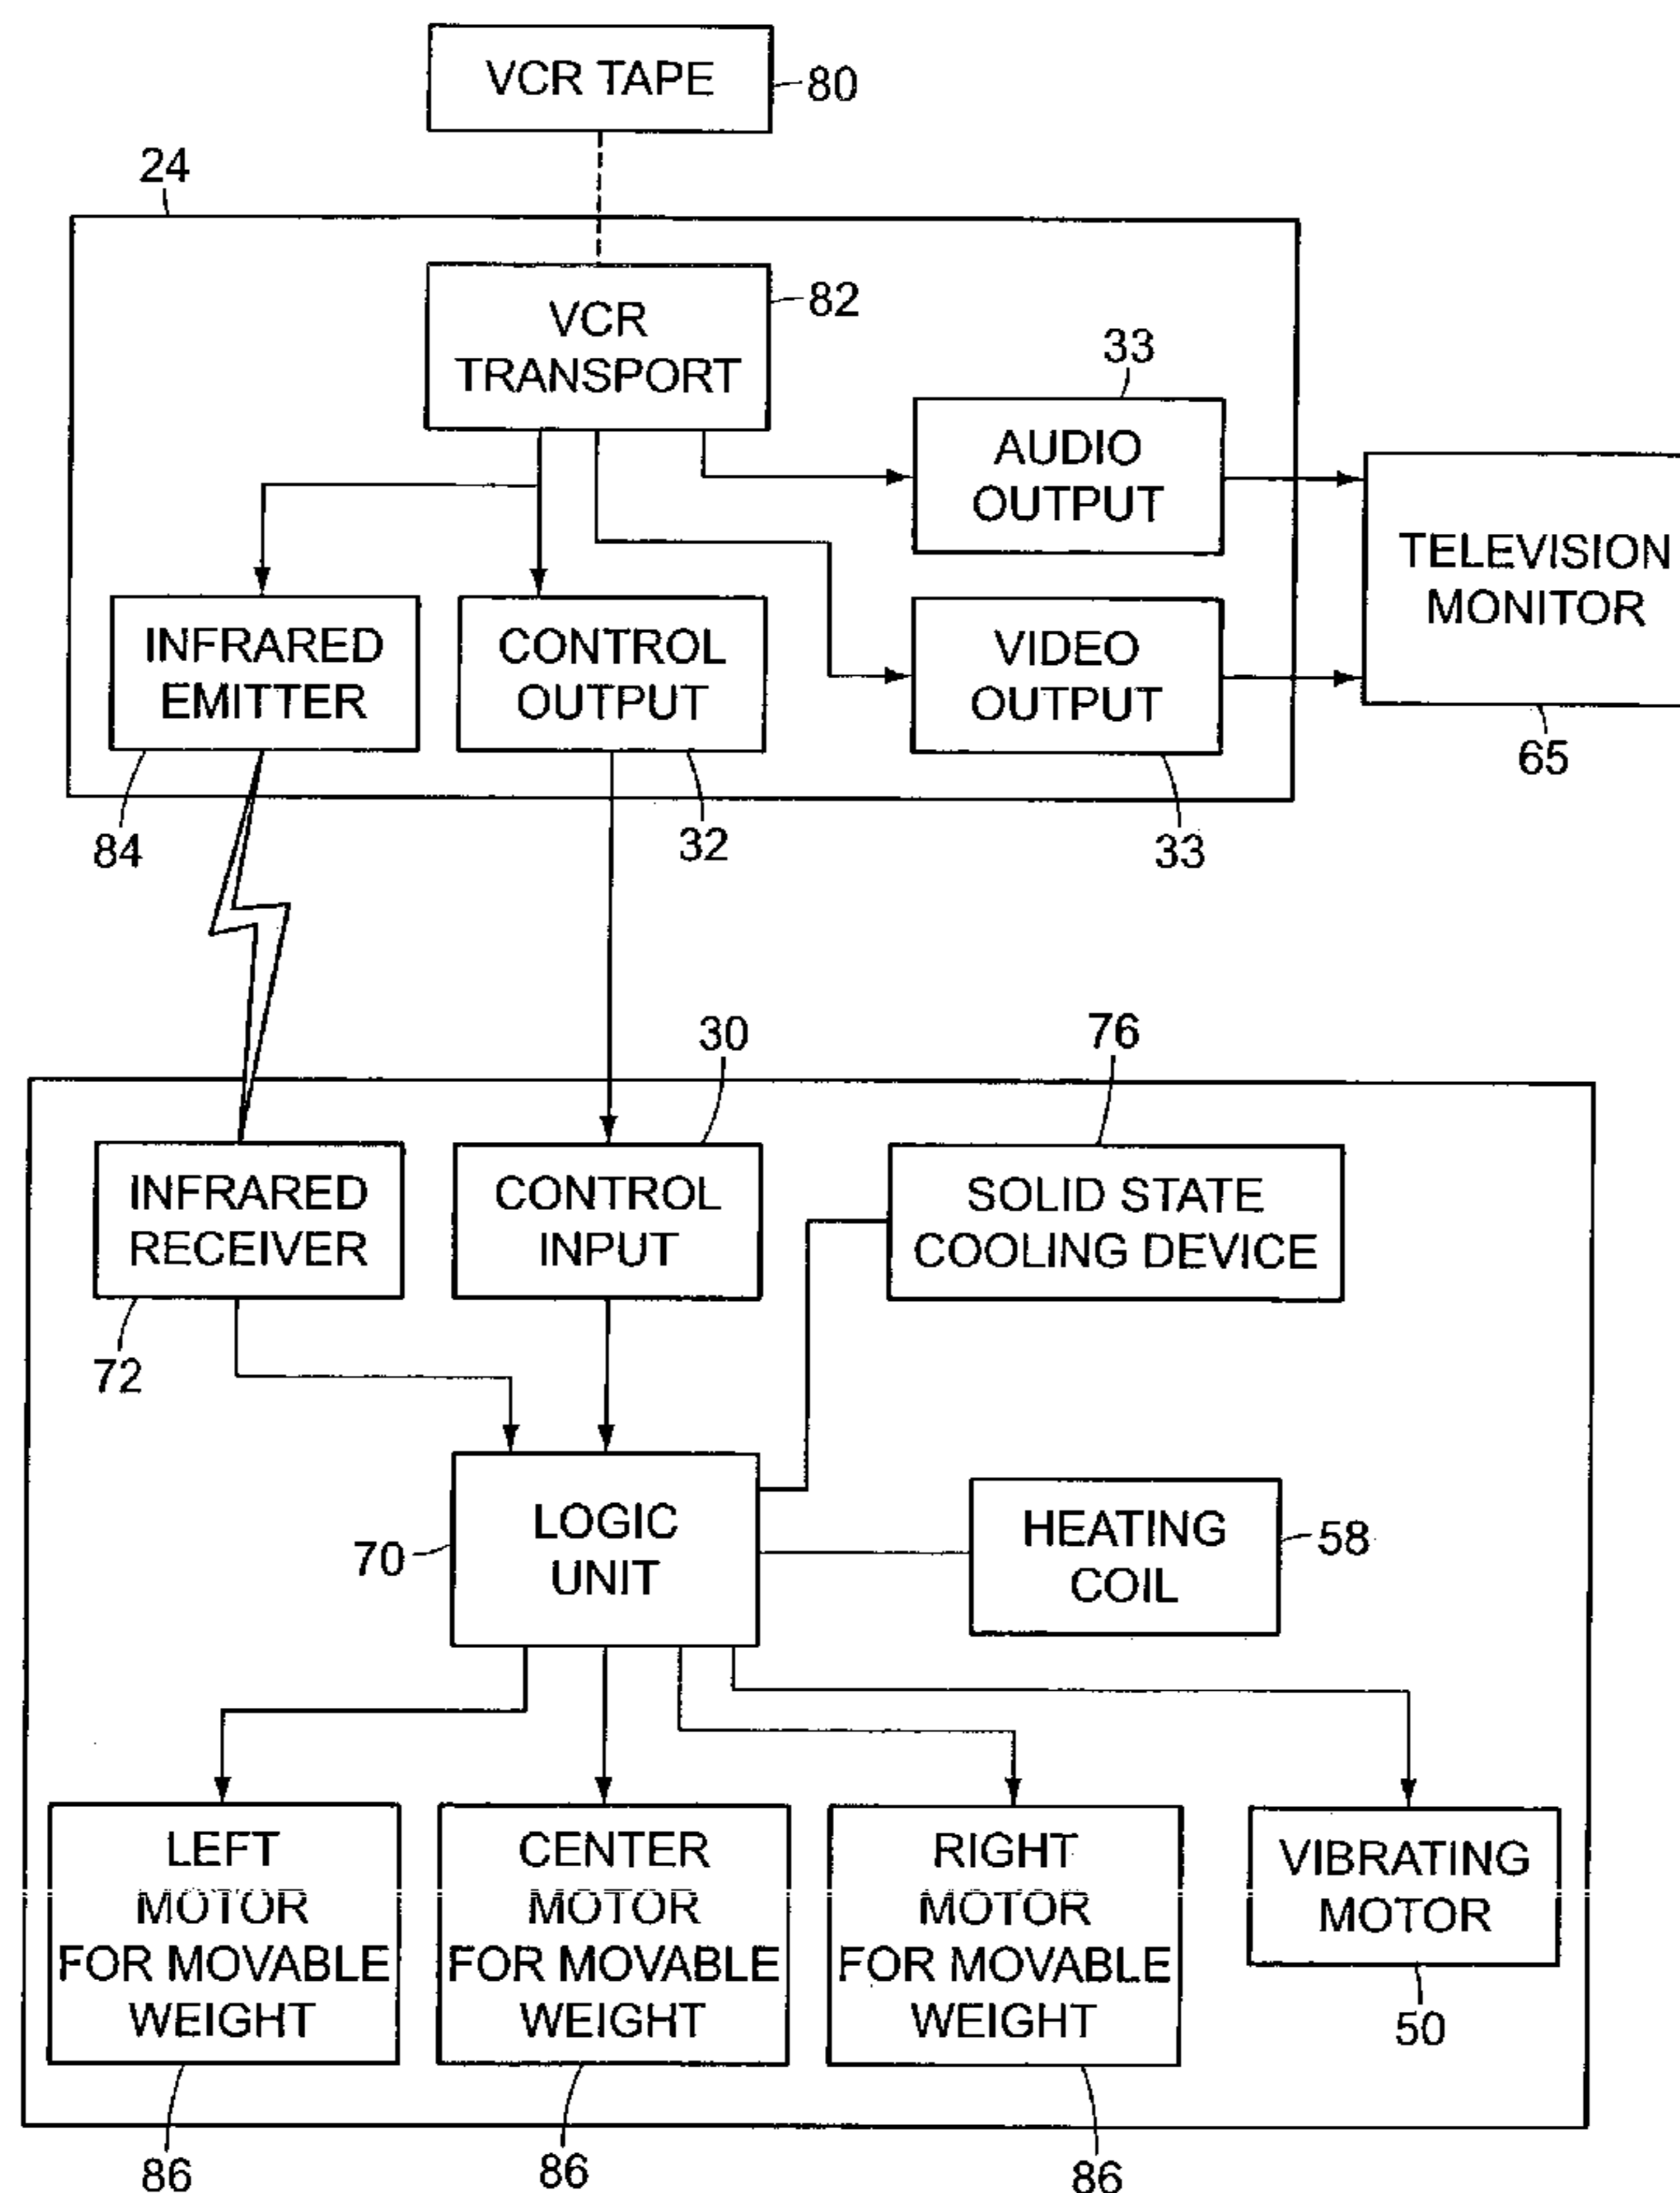 VCR TAPE
80
24
VCR
TRANSPORT
82
33
AUDIO
OUTPUT
TELEVISION
MONITOR
65
INFRARED
EMITTER
84
CONTROL
OUTPUT
32
VIDEO
OUTPUT
33
30
76
INFRARED
RECEIVER
72
CONTROL
INPUT
SOLID STATE
COOLING DEVICE
LOGIC
UNIT
70
HEATING
COIL
58
LEFT
MOTOR
FOR MOVABLE
WEIGHT
86
CENTER
MOTOR
FOR MOVABLE
WEIGHT
86
RIGHT
MOTOR
FOR MOVABLE
WEIGHT
86
VIBRATING
MOTOR
50